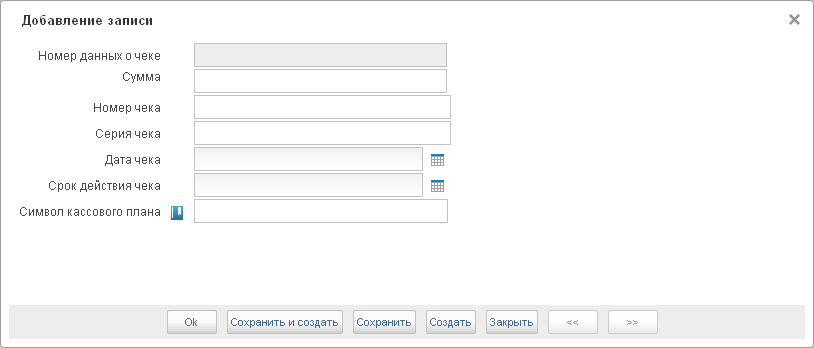 Добавление записи
Номер данных о чеке
Сумма
Номер чека
Серия чека
Дата чека
Срок действия чека
Символ кассового плана
Ok Сохранить и создать Сохранить Создать Закрыть << >>